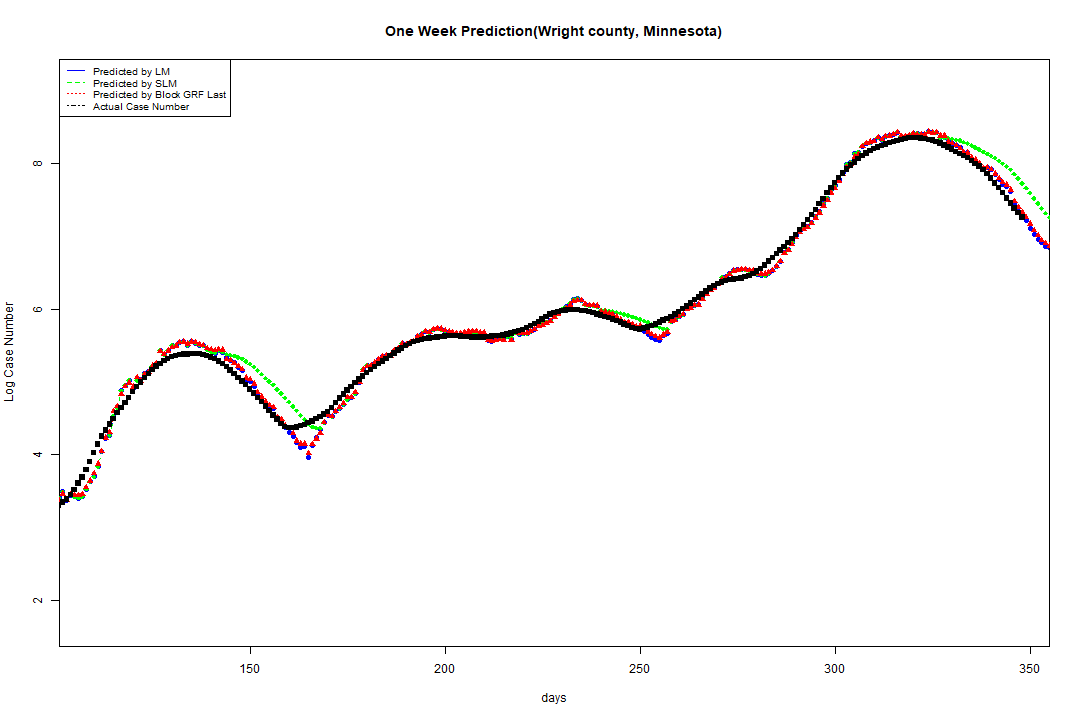 One Week Prediction(Wright county, Minnesota)
Predicted by LM
Predicted by SLM
Predicted by Block GRF Last
Actual Case Number
8
6
4
2
Log Case Number
150
200
250
300
350
days